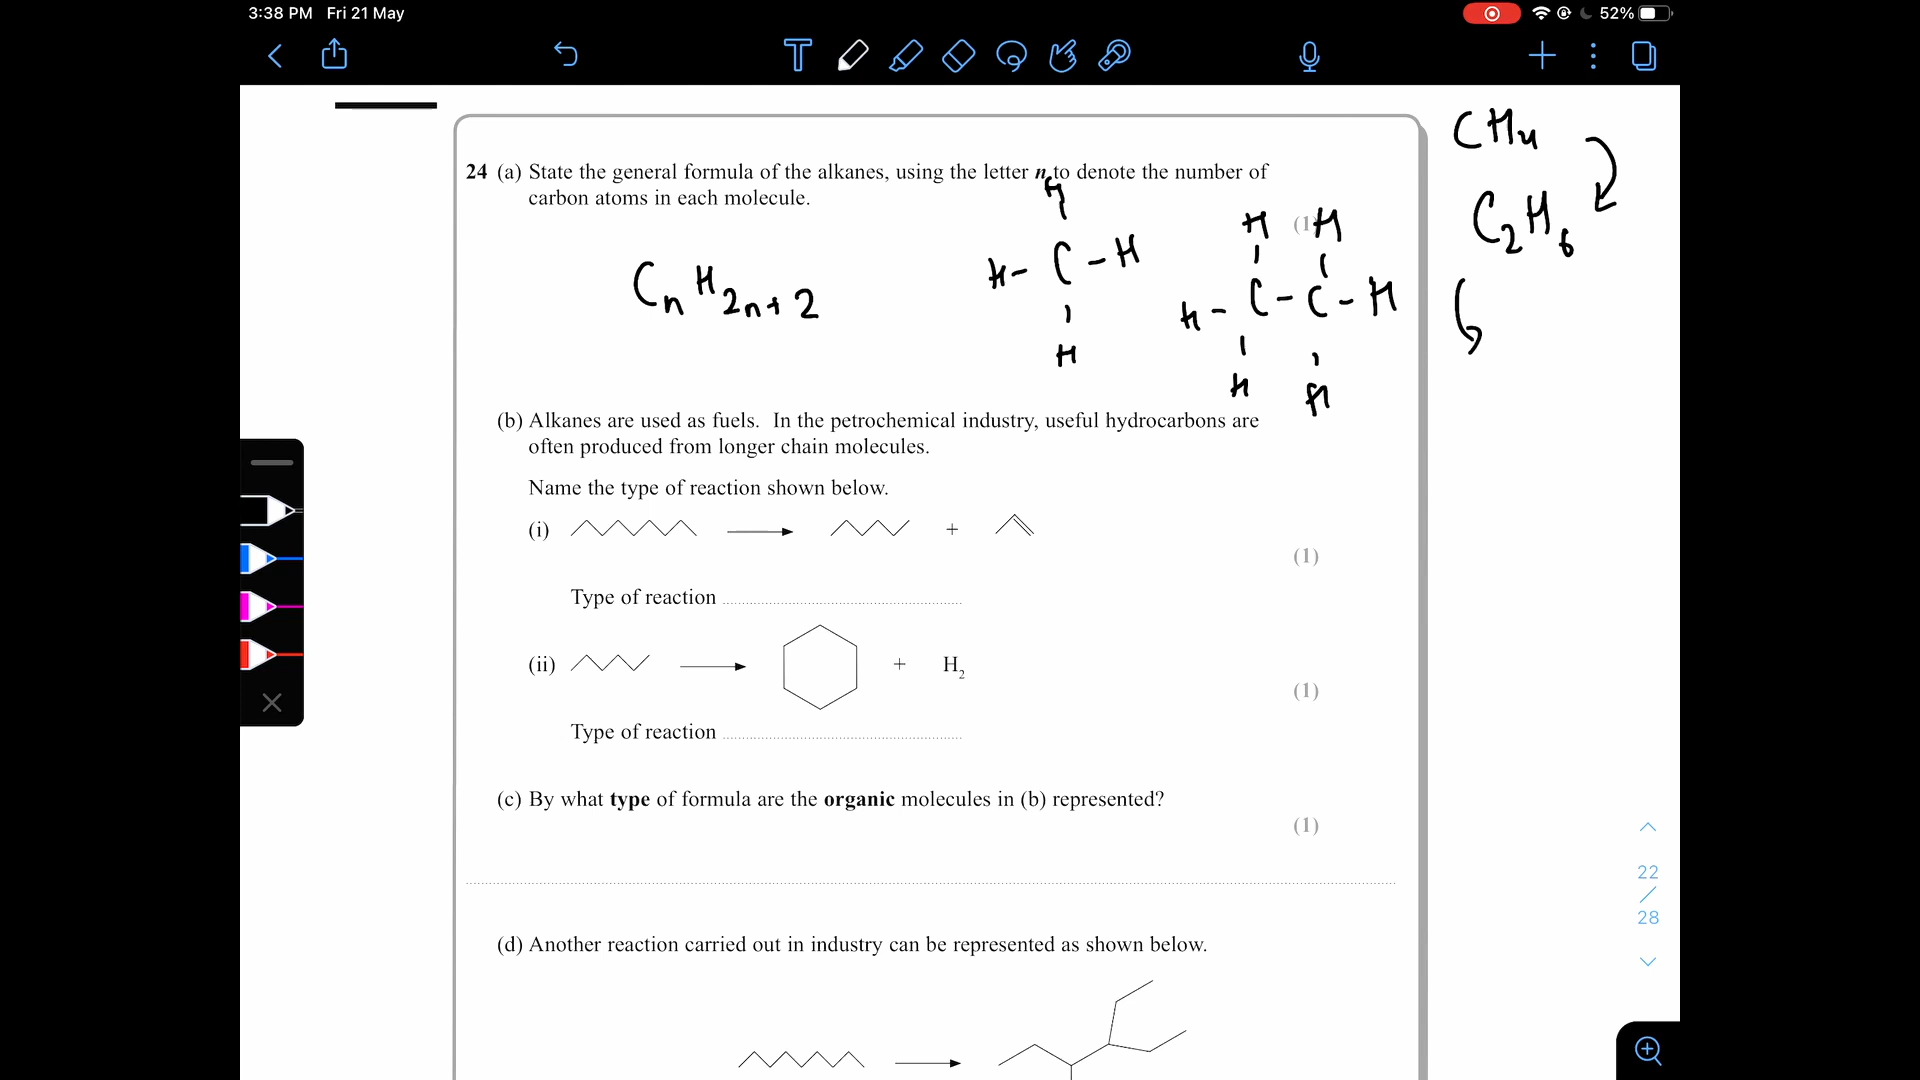 3:38 PM Fri 21 May
52%
24 (a) State the general formula of the alkanes, using the letter n, to denote the number of
carbon atoms in each molecule.
(1)
CnH2n+2
H
H - C - H
H
H H
H - C - C - H
H H
CH4
C2H6
(b) Alkanes are used as fuels. In the petrochemical industry, useful hydrocarbons are
often produced from longer chain molecules.
Name the type of reaction shown below.
(i) +
(1)
Type of reaction
(ii) + H2
(1)
Type of reaction
(c) By what type of formula are the organic molecules in (b) represented?
(1)
(d) Another reaction carried out in industry can be represented as shown below.
22
/
28